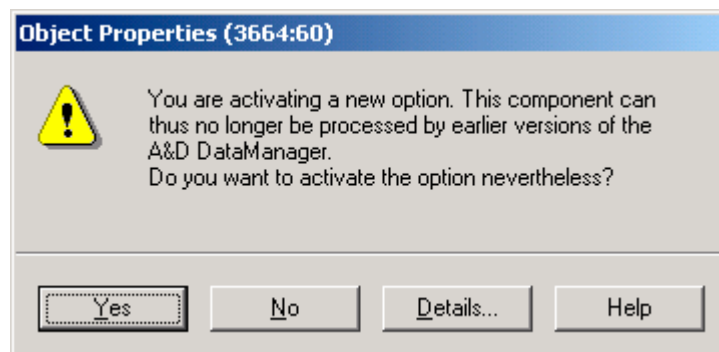 Object Properties (3664:60)
You are activating a new option. This component can
thus no longer be processed by earlier versions of the
A&D DataManager.
Do you want to activate the option nevertheless?
Yes No Details... Help